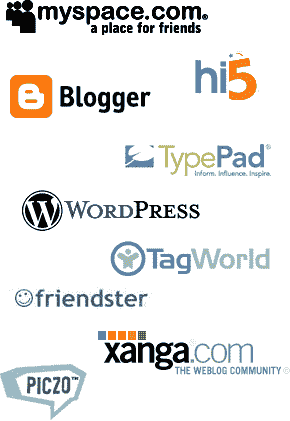 myspace.com®
a place for friends
hi5
Blogger
TypePad®
Inform. Influence. Inspire.
WORDPRESS
TagWorld
friendster
xanga.com
THE WEBLOG COMMUNITY
PICZO™